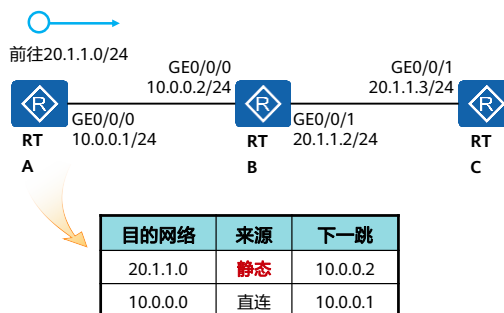 前往20.1.1.0/24
GE0/0/0
10.0.0.2/24
GE0/0/1
20.1.1.3/24
R
R
R
GE0/0/0
10.0.0.1/24
GE0/0/1
20.1.1.2/24
RT
A
RT
B
RT
C
目的网络 来源 下一跳
20.1.1.0 静态 10.0.0.2
10.0.0.0 直连 10.0.0.1